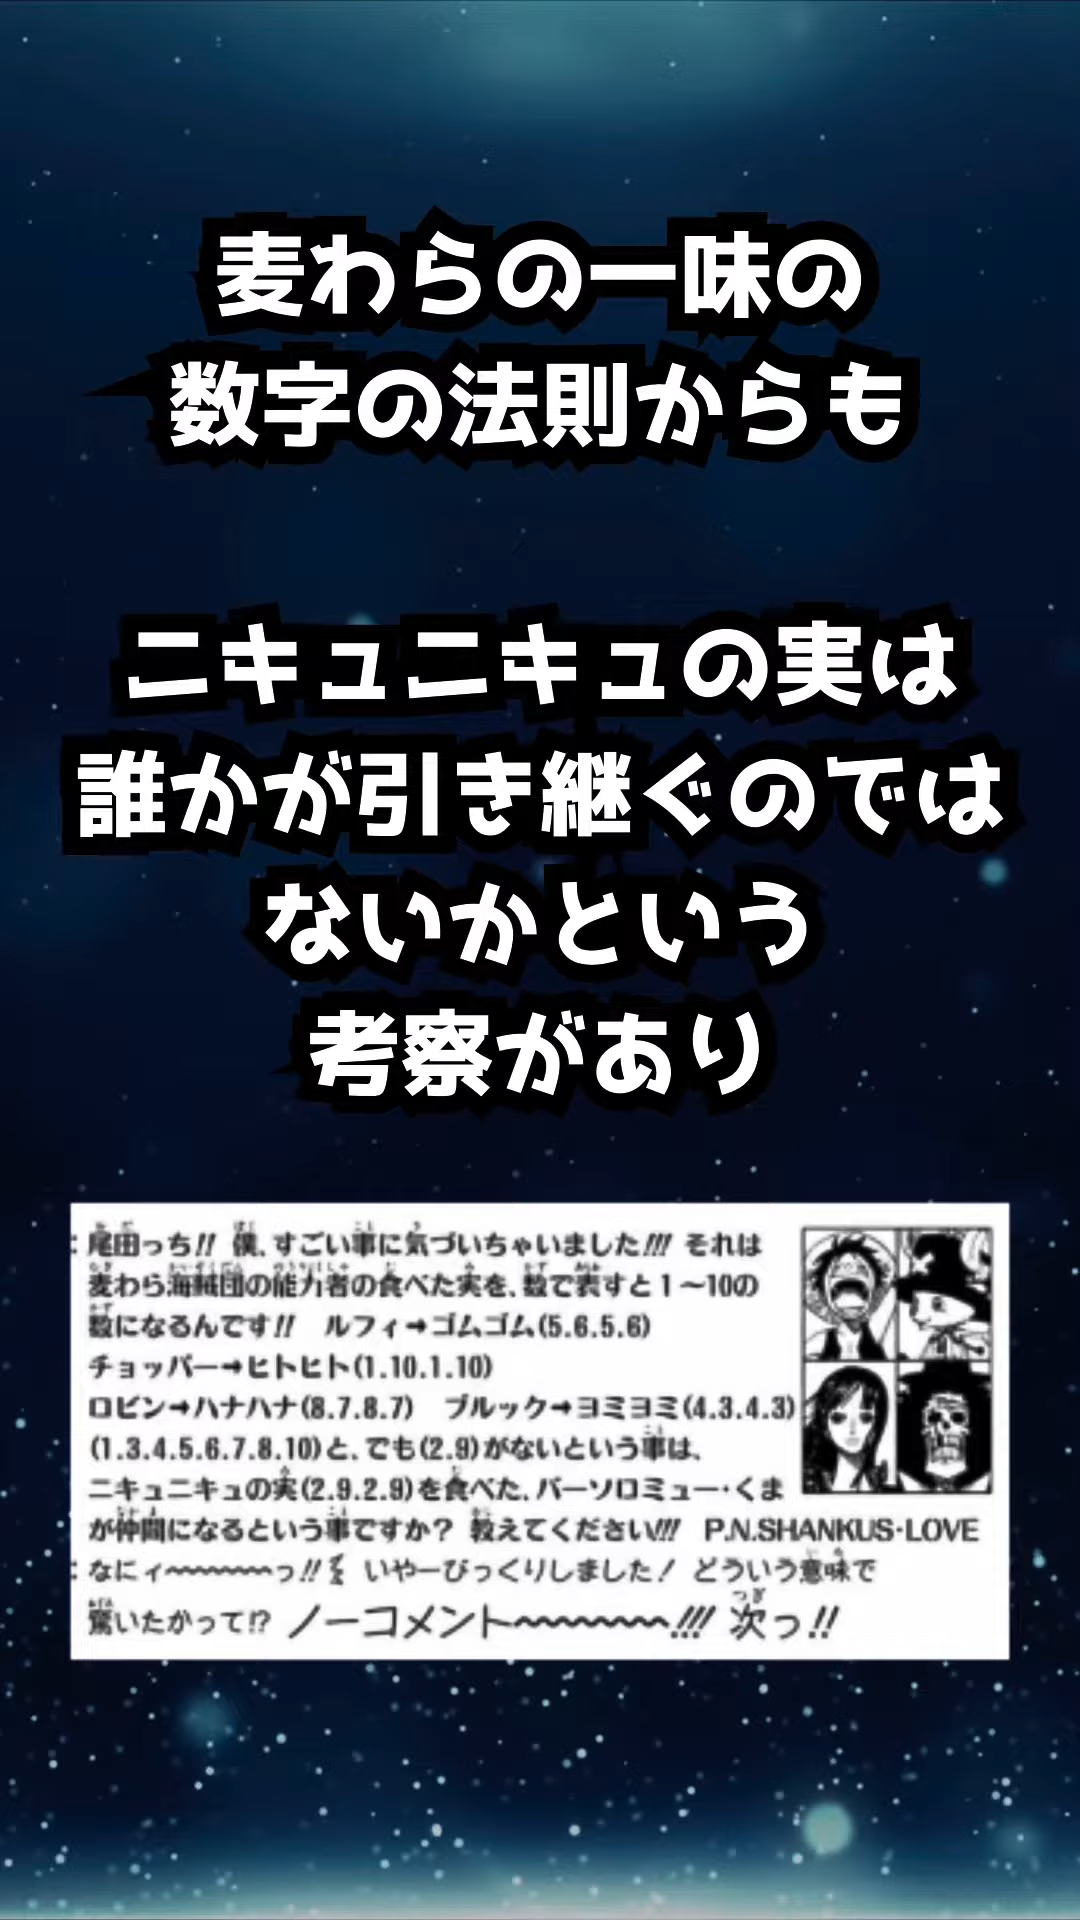 麦わらの一味の
数字の法則からも
ニキュニキュの実は
誰かが引き継ぐのでは
ないかという
考察があり
:尾田っち!! 僕、すごい事に気づいちゃいました!!! それは
麦わら海賊団の能力者の食べた実を、数で表すと1〜10の
数になるんです!! ルフィ→ゴムゴム(5.6.5.6)
チョッパー→ヒトヒト(1.10.1.10)
ロビン→ハナハナ(8.7.8.7) ブルック→ヨミヨミ(4.3.4.3)
(1.3.4.5.6.7.8.10)と、でも(2.9)がないという事は、
ニキュニキュの実(2.9.2.9)を食べた、バーソロミュー・くま
が仲間になるという事ですか? 教えてください!!! P.N.SHANKUS・LOVE
:なにィ〜〜〜〜〜〜っ!! いやーびっくりしました! どういう意味で
驚いたかって!? ノーコメント〜〜〜〜〜〜!!! 次っ!!